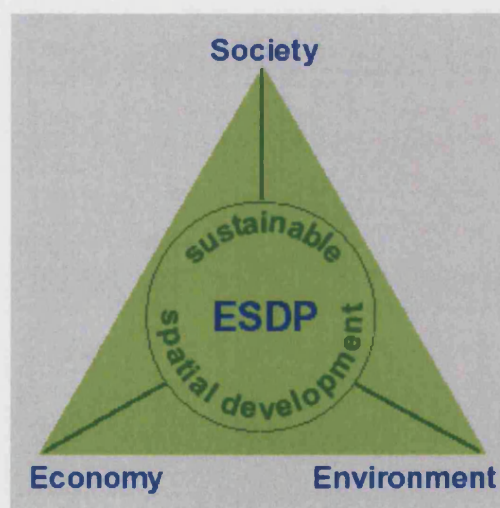 Society
sustainable
ESDP
spatial development
Economy
Environment